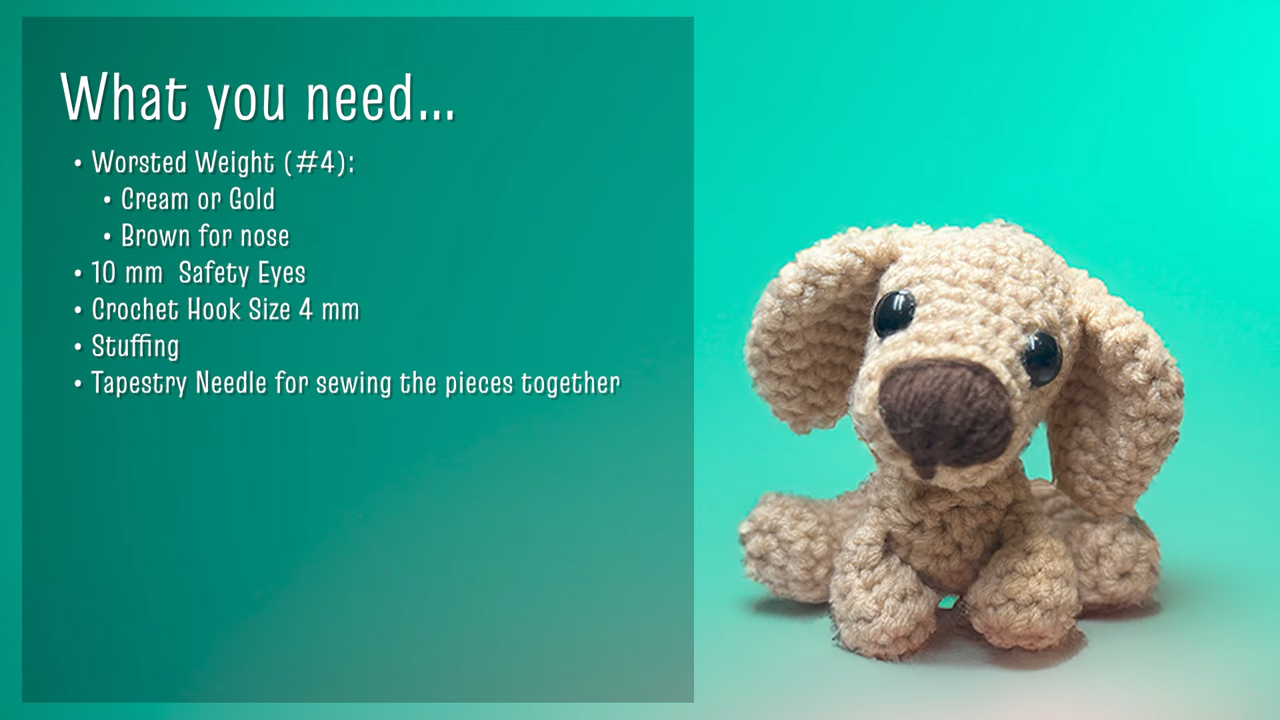 What you need...
• Worsted Weight (#4):
• Cream or Gold
• Brown for nose
• 10 mm  Safety Eyes
• Crochet Hook Size 4 mm
• Stuffing
• Tapestry Needle for sewing the pieces together